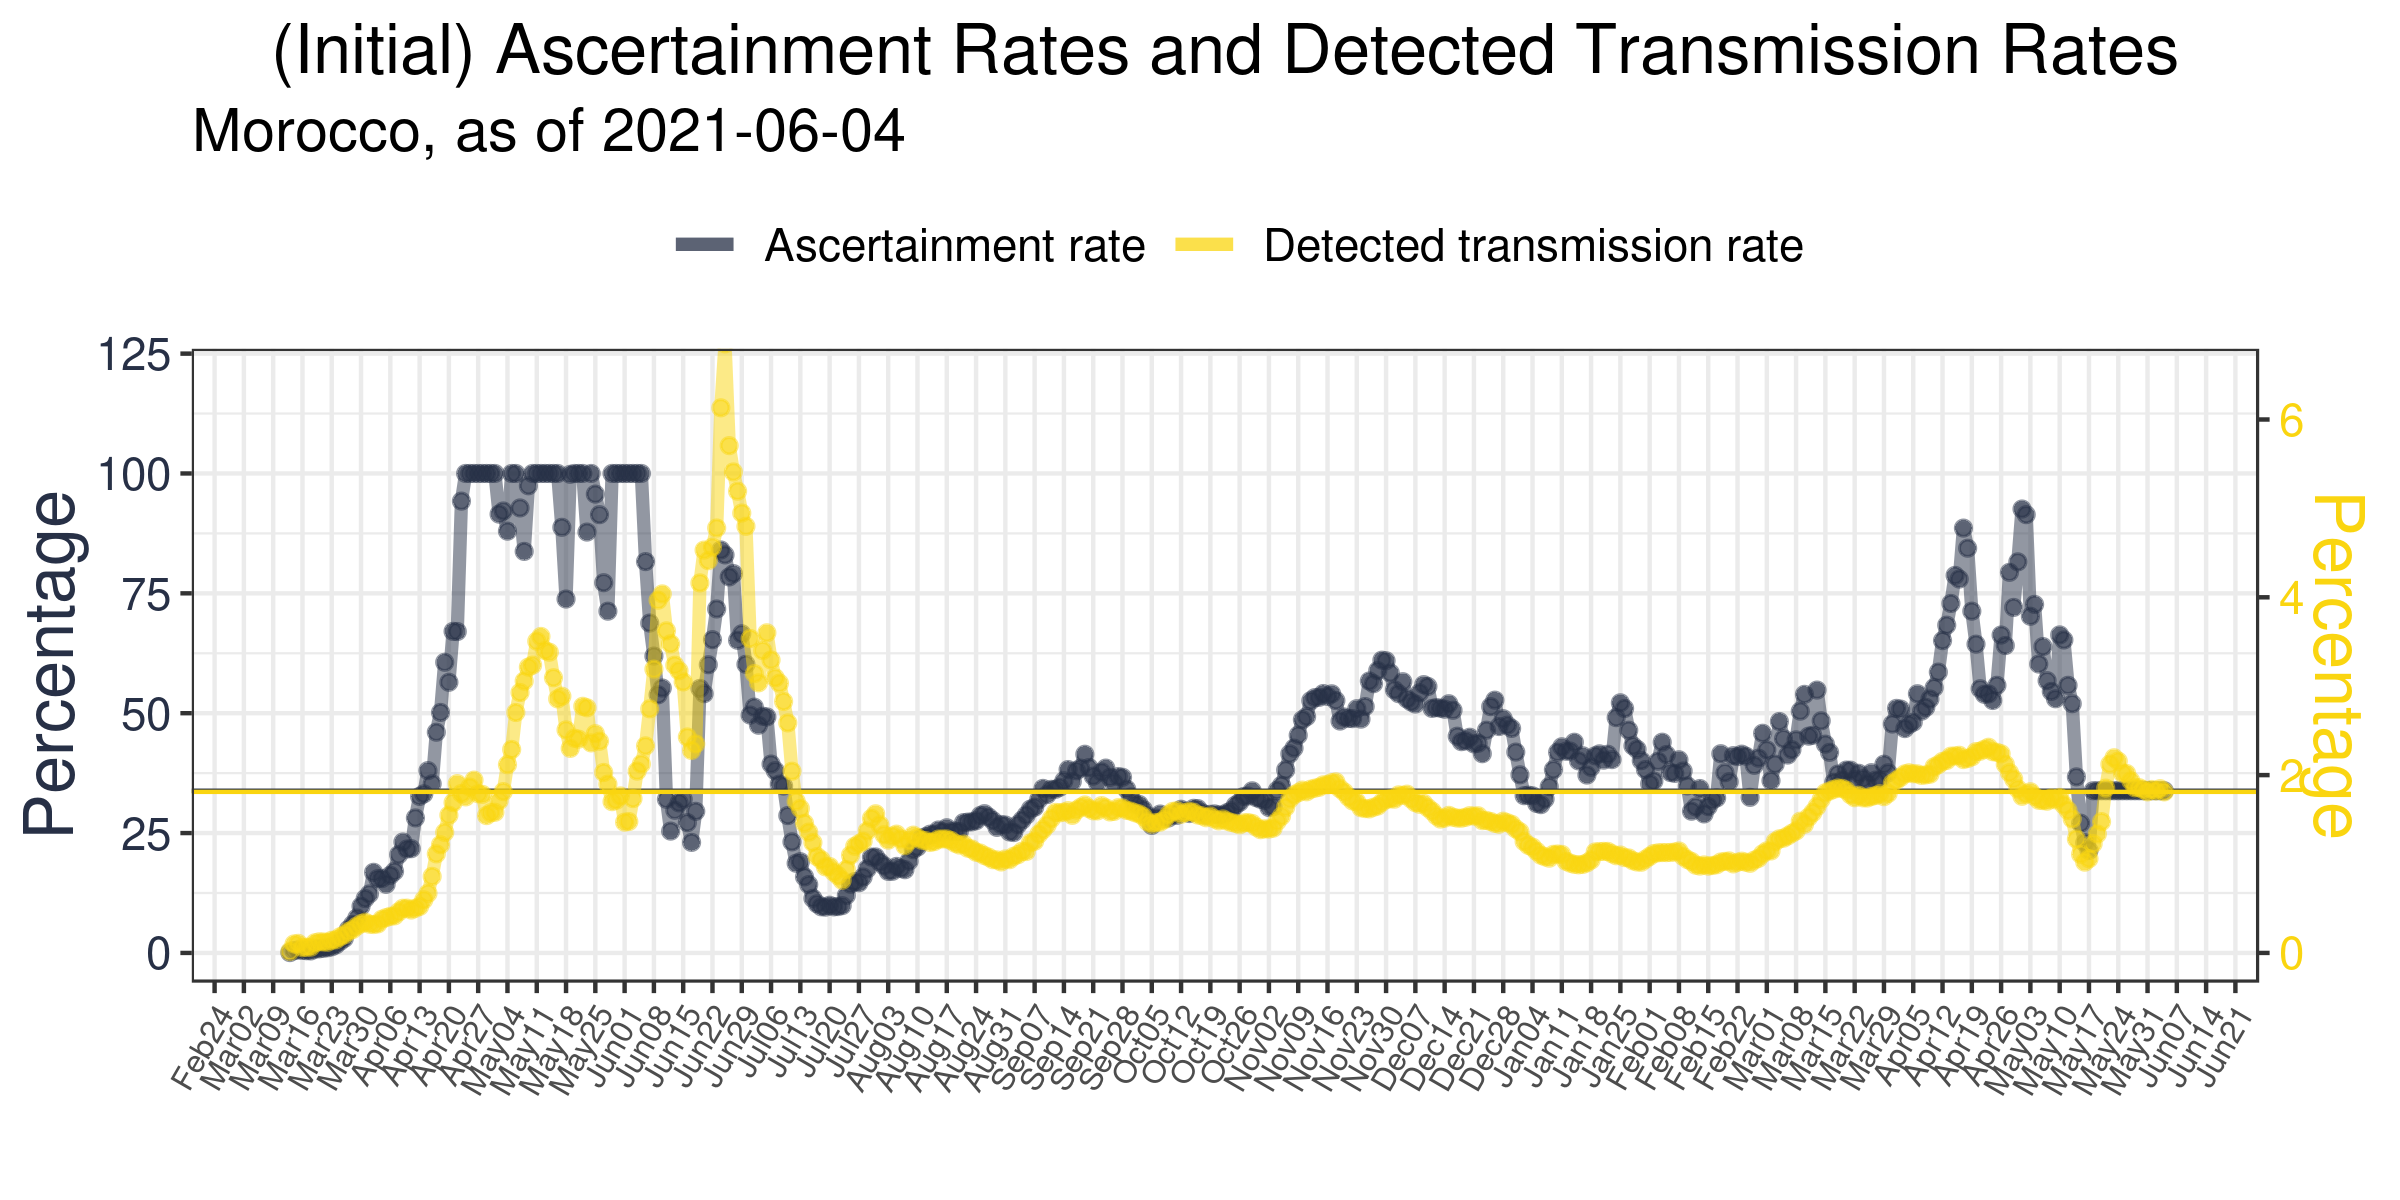 (Initial) Ascertainment Rates and Detected Transmission Rates
Morocco, as of 2021-06-04
Ascertainment rate Detected transmission rate
Percentage
125
100
75
50
25
0
6
4
2
0
Percentage
Feb24 Mar02 Mar09 Mar16 Mar23 Mar30 Apr06 Apr13 Apr20 Apr27 May04 May11 May18 May25 Jun01 Jun08 Jun15 Jun22 Jun29 Jul06 Jul13 Jul20 Jul27 Aug03 Aug10 Aug17 Aug24 Aug31 Sep07 Sep14 Sep21 Sep28 Oct05 Oct12 Oct19 Oct26 Nov02 Nov09 Nov16 Nov23 Nov30 Dec07 Dec14 Dec21 Dec28 Jan04 Jan11 Jan18 Jan25 Feb01 Feb08 Feb15 Feb22 Mar01 Mar08 Mar15 Mar22 Mar29 Apr05 Apr12 Apr19 Apr26 May03 May10 May17 May24 May31 Jun07 Jun14 Jun21